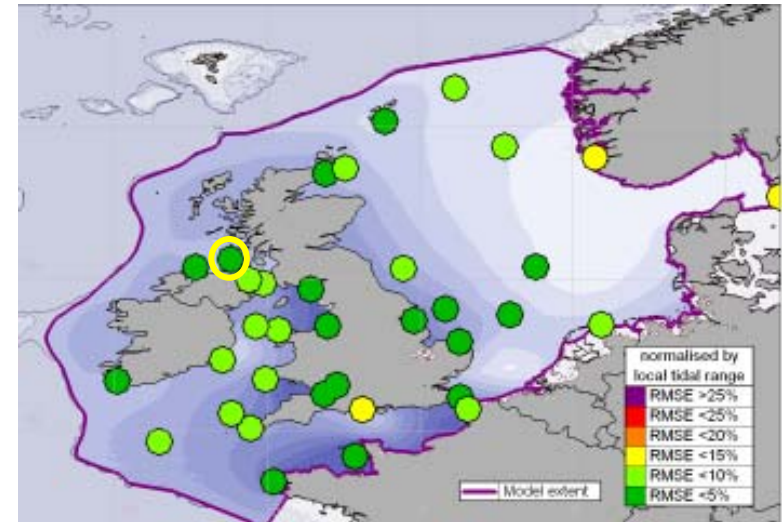 normalised by
local tidal range
RMSE >25%
RMSE <25%
RMSE <20%
RMSE <15%
RMSE <10%
RMSE <5%
Model extent